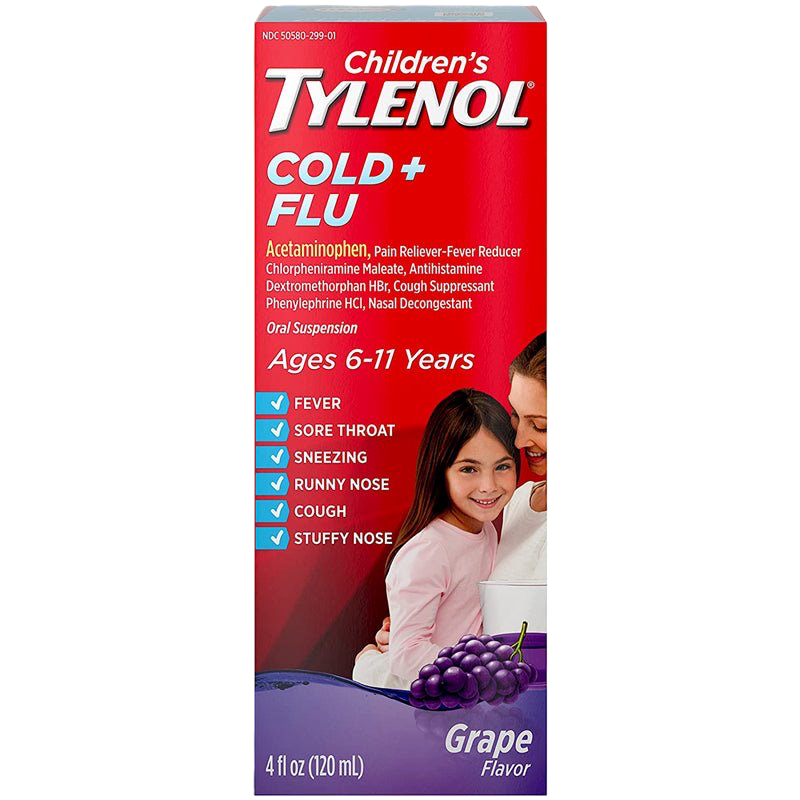 NDC 50580-299-01
Children's
TYLENOL®
COLD +
FLU
Acetaminophen, Pain Reliever-Fever Reducer
Chlorpheniramine Maleate, Antihistamine
Dextromethorphan HBr, Cough Suppressant
Phenylephrine HCl, Nasal Decongestant
Oral Suspension
Ages 6-11 Years
FEVER
SORE THROAT
SNEEZING
RUNNY NOSE
COUGH
STUFFY NOSE
Grape
Flavor
4 fl oz (120 mL)